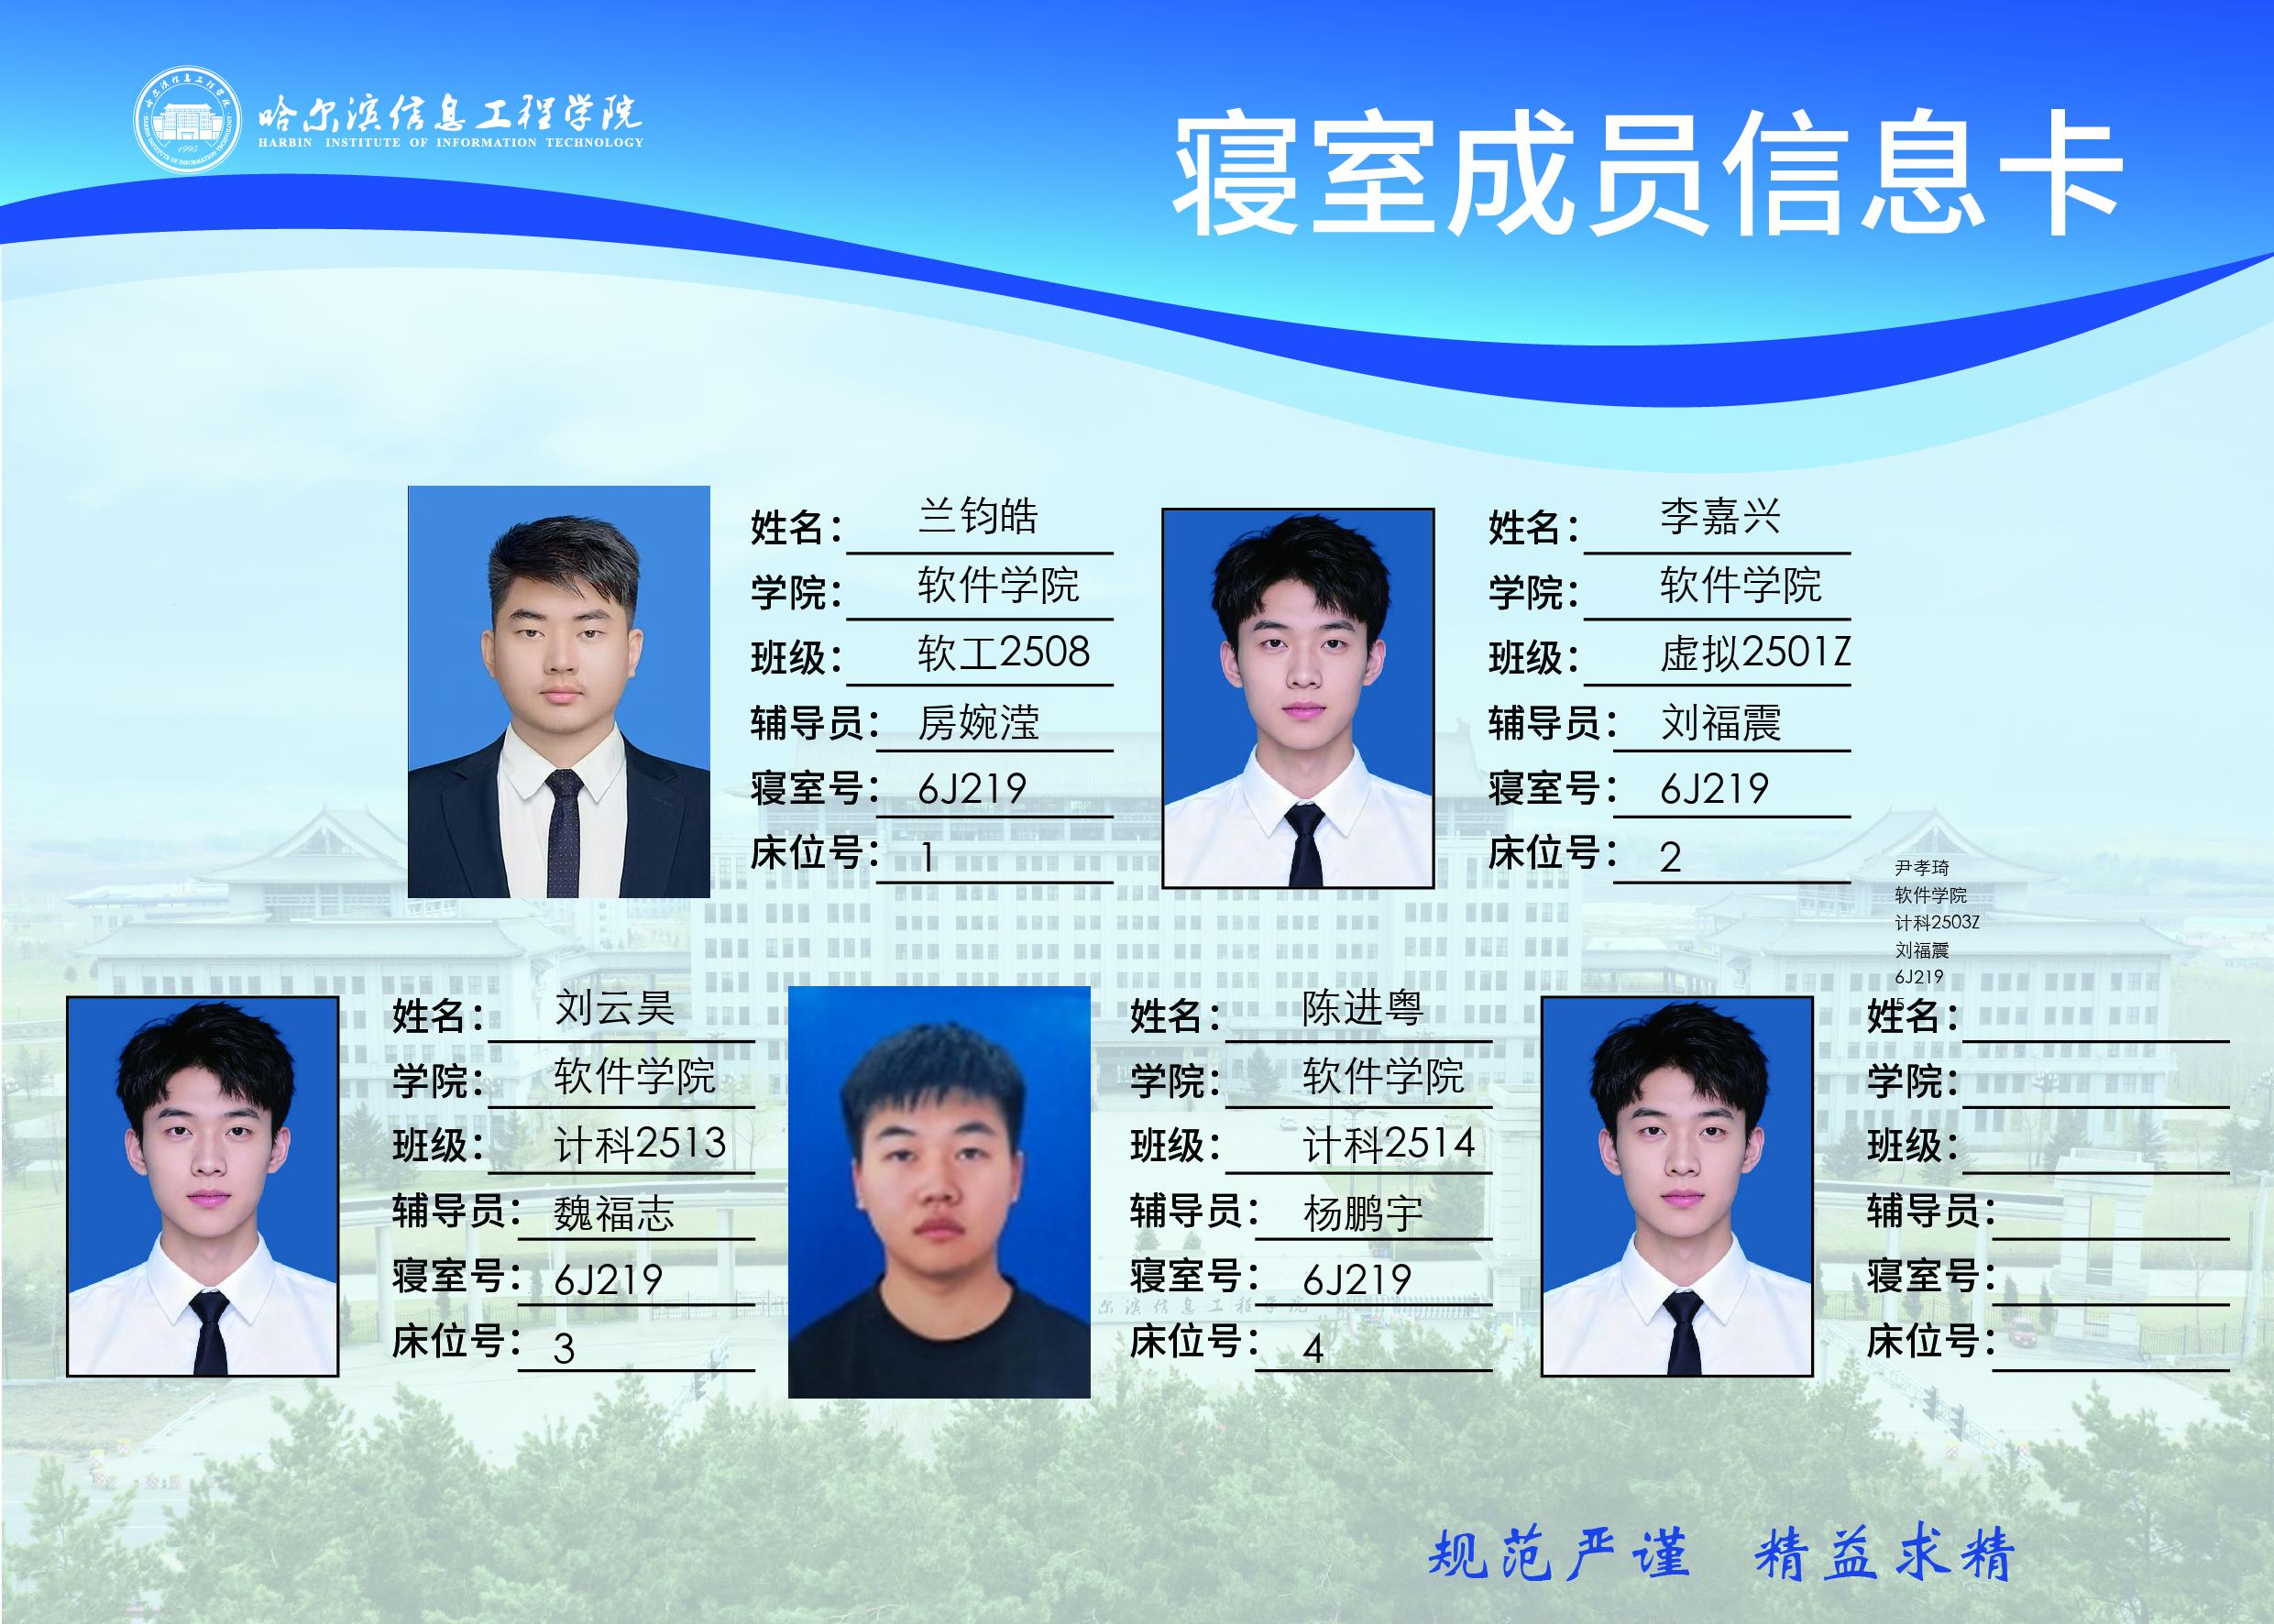 哈尔滨信息工程学院
HARBIN INSTITUTE OF INFORMATION TECHNOLOGY
1995
寝室成员信息卡
姓名： 兰钧皓
学院： 软件学院
班级： 软工2508
辅导员： 房婉滢
寝室号： 6J219
床位号： 1
姓名： 李嘉兴
学院： 软件学院
班级： 虚拟2501Z
辅导员： 刘福震
寝室号： 6J219
床位号： 2
尹孝琦
软件学院
计科2503Z
刘福震
6J219
5
姓名： 刘云昊
学院： 软件学院
班级： 计科2513
辅导员： 魏福志
寝室号： 6J219
床位号： 3
姓名： 陈进粤
学院： 软件学院
班级： 计科2514
辅导员： 杨鹏宇
寝室号： 6J219
床位号： 4
姓名：
学院：
班级：
辅导员：
寝室号：
床位号：
尔滨信息工程学院
规范严谨 精益求精